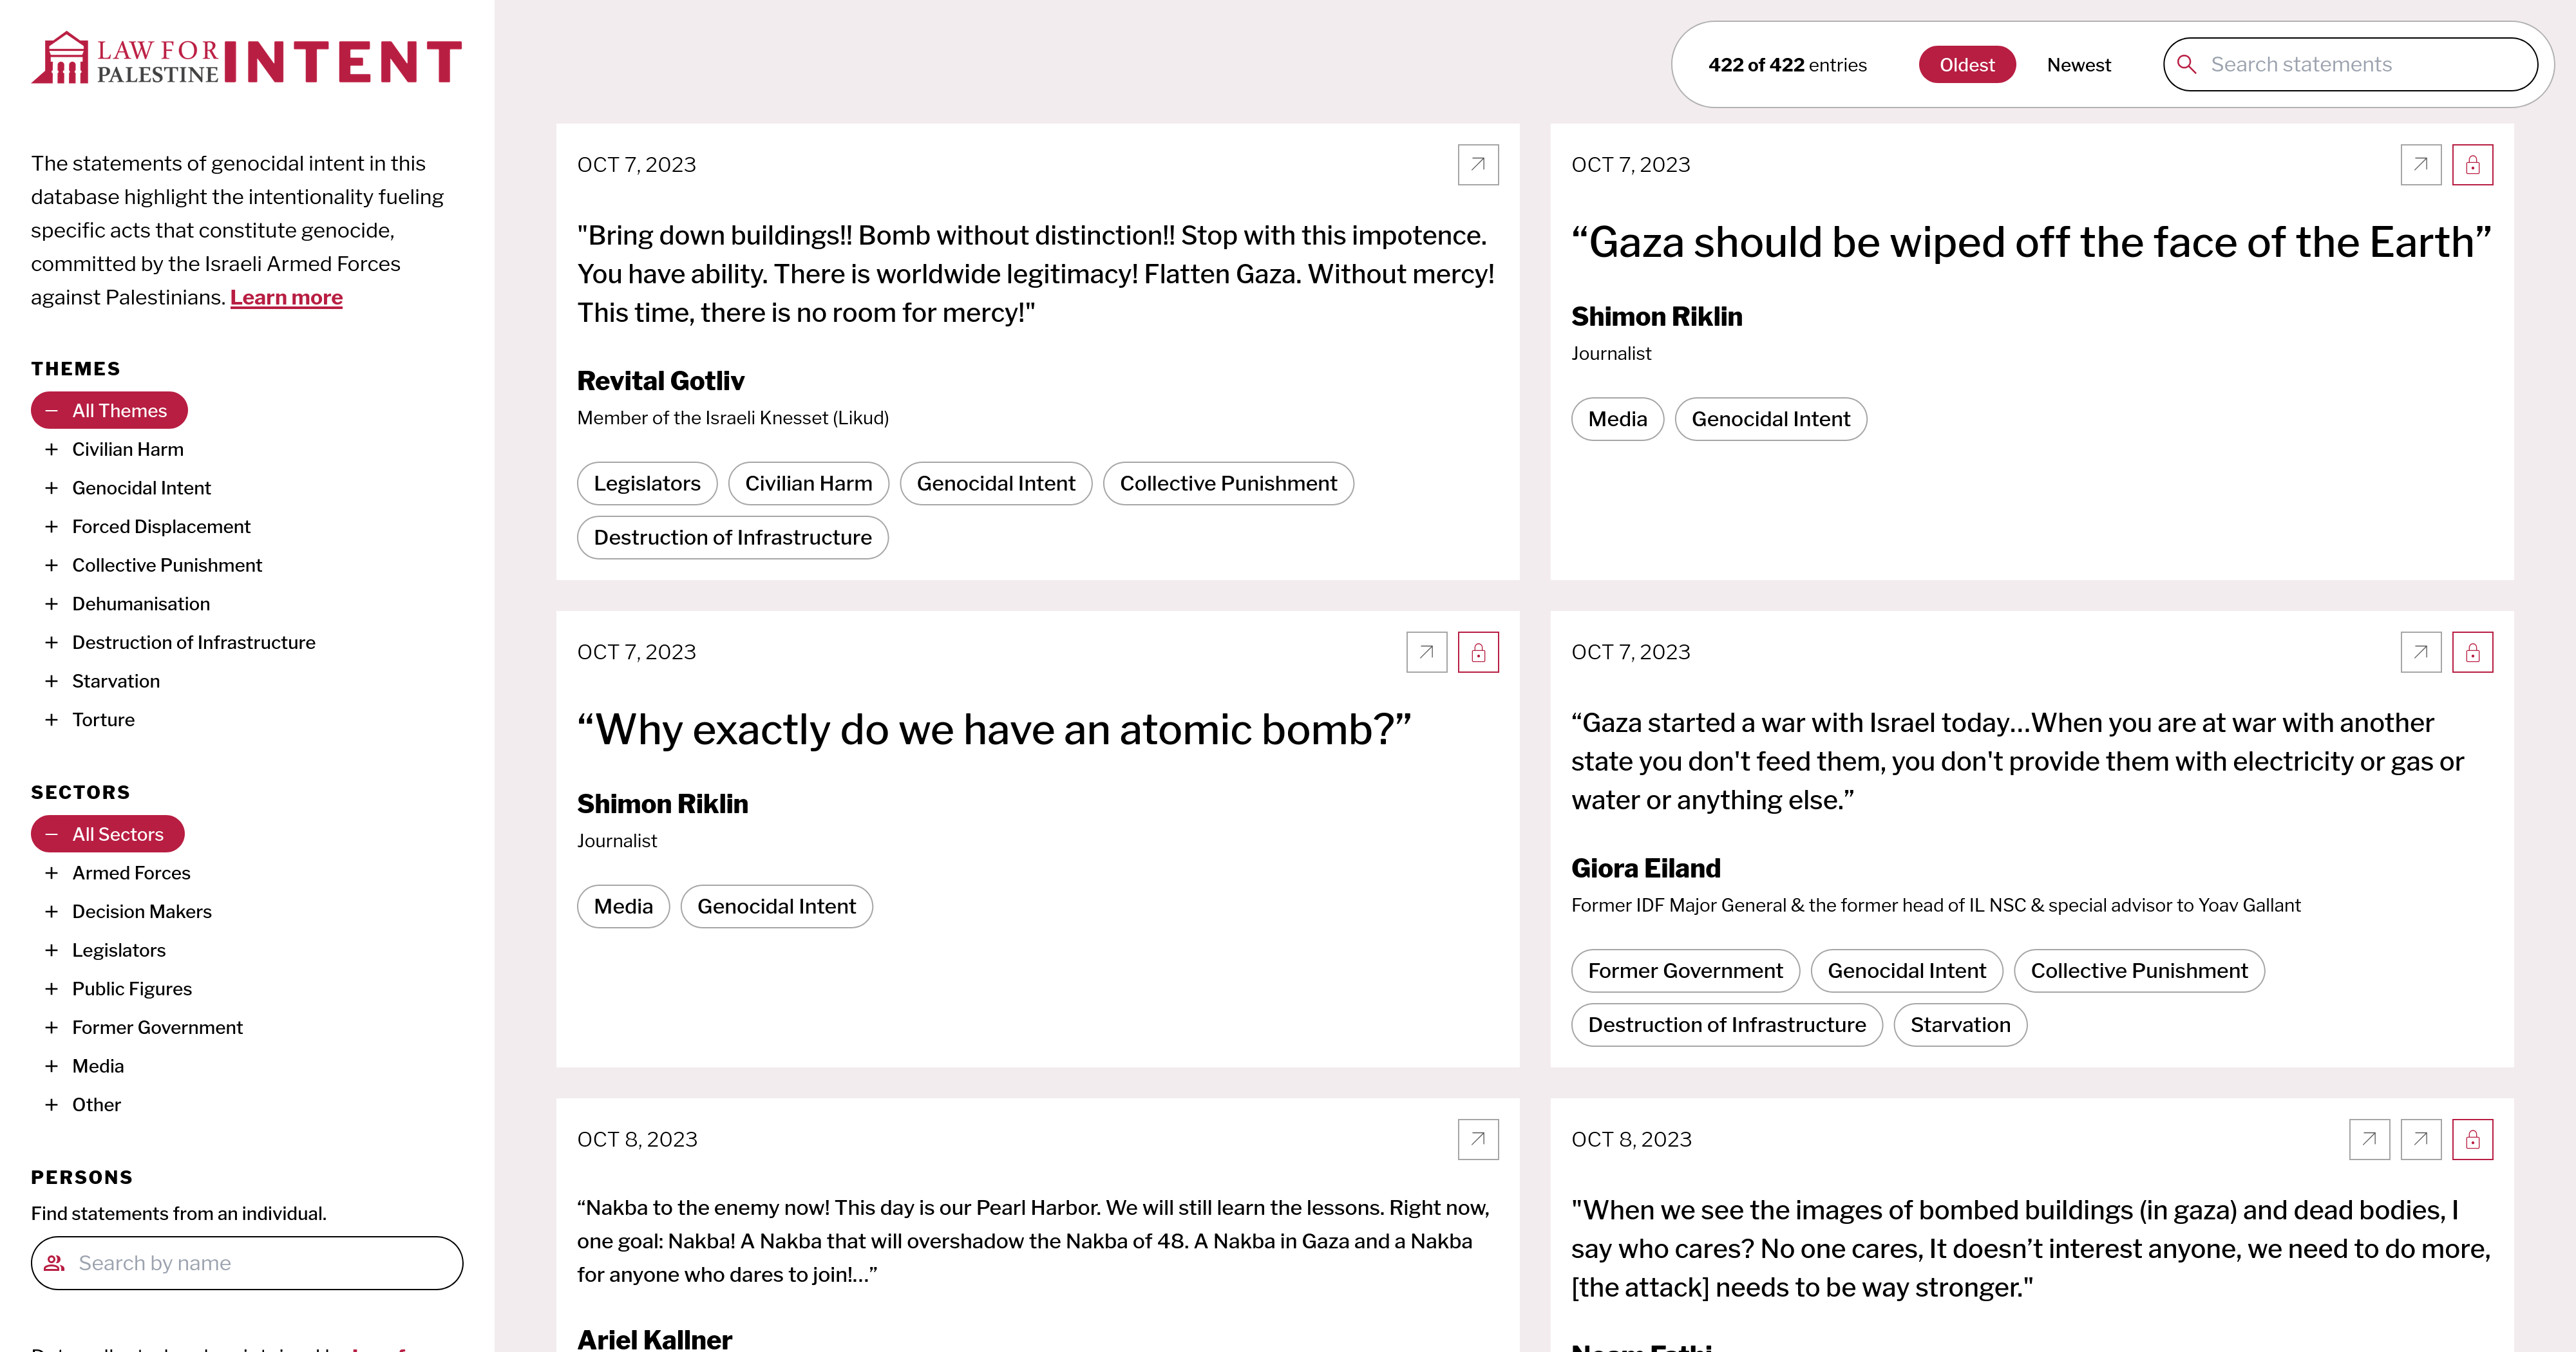 LAW FOR
PALESTINE
INTENT
The statements of genocidal intent in this
database highlight the intentionality fueling
specific acts that constitute genocide,
committed by the Israeli Armed Forces
against Palestinians. Learn more
THEMES
All Themes
Civilian Harm
Genocidal Intent
Forced Displacement
Collective Punishment
Dehumanisation
Destruction of Infrastructure
Starvation
Torture
SECTORS
All Sectors
Armed Forces
Decision Makers
Legislators
Public Figures
Former Government
Media
Other
PERSONS
Find statements from an individual.
Search by name
422 of 422 entries
Oldest
Newest
Search statements
OCT 7, 2023
"Bring down buildings!! Bomb without distinction!! Stop with this impotence.
You have ability. There is worldwide legitimacy! Flatten Gaza. Without mercy!
This time, there is no room for mercy!"
Revital Gotliv
Member of the Israeli Knesset (Likud)
Legislators
Civilian Harm
Genocidal Intent
Collective Punishment
Destruction of Infrastructure
OCT 7, 2023
“Gaza should be wiped off the face of the Earth”
Shimon Riklin
Journalist
Media
Genocidal Intent
OCT 7, 2023
“Why exactly do we have an atomic bomb?”
Shimon Riklin
Journalist
Media
Genocidal Intent
OCT 7, 2023
“Gaza started a war with Israel today…When you are at war with another
state you don't feed them, you don't provide them with electricity or gas or
water or anything else.”
Giora Eiland
Former IDF Major General & the former head of IL NSC & special advisor to Yoav Gallant
Former Government
Genocidal Intent
Collective Punishment
Destruction of Infrastructure
Starvation
OCT 8, 2023
“Nakba to the enemy now! This day is our Pearl Harbor. We will still learn the lessons. Right now,
one goal: Nakba! A Nakba that will overshadow the Nakba of 48. A Nakba in Gaza and a Nakba
for anyone who dares to join!…”
Ariel Kallner
OCT 8, 2023
"When we see the images of bombed buildings (in gaza) and dead bodies, I
say who cares? No one cares, It doesn’t interest anyone, we need to do more,
[the attack] needs to be way stronger."